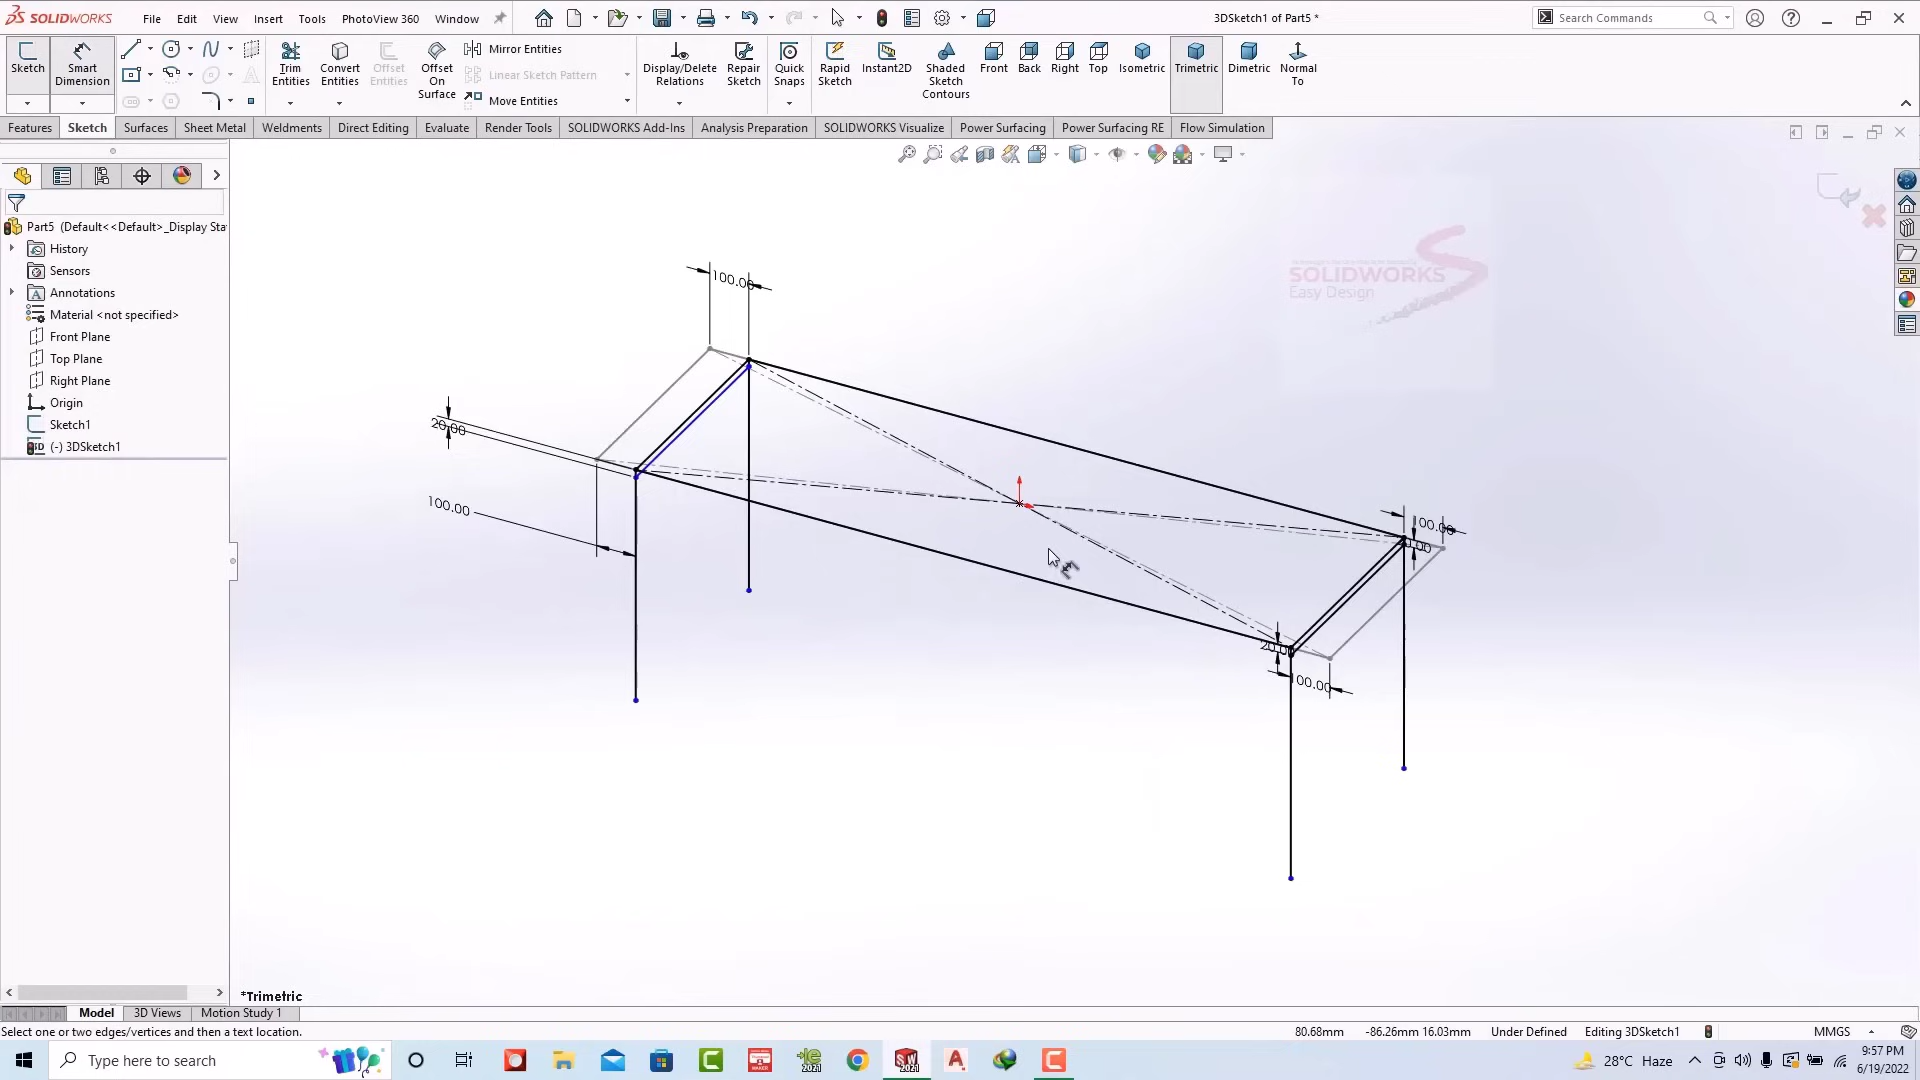 SOLIDWORKS
File
Edit
View
Insert
Tools
PhotoView 360
Window
3DSketch1 of Part5 *
Search Commands
Sketch
Smart Dimension
Trim Entities
Convert Entities
Offset Entities
Offset On Surface
Mirror Entities
Linear Sketch Pattern
Move Entities
Display/Delete Relations
Repair Sketch
Quick Snaps
Rapid Sketch
Instant2D
Shaded Sketch Contours
Front
Back
Right
Top
Isometric
Trimetric
Dimetric
Normal To
Features
Sketch
Surfaces
Sheet Metal
Weldments
Direct Editing
Evaluate
Render Tools
SOLIDWORKS Add-Ins
Analysis Preparation
SOLIDWORKS Visualize
Power Surfacing
Power Surfacing RE
Flow Simulation
Part5 (Default<<Default>_Display Sta
History
Sensors
Annotations
Material <not specified>
Front Plane
Top Plane
Right Plane
Origin
Sketch1
(-) 3DSketch1
SOLIDWORKS
Easy Design
100.00
20.00
100.00
100.00
20.00
100.00
*Trimetric
Model
3D Views
Motion Study 1
Select one or two edges/vertices and then a text location.
80.68mm
-86.26mm 16.03mm
Under Defined
Editing 3DSketch1
MMGS
Type here to search
28°C Haze
9:57 PM
6/19/2022